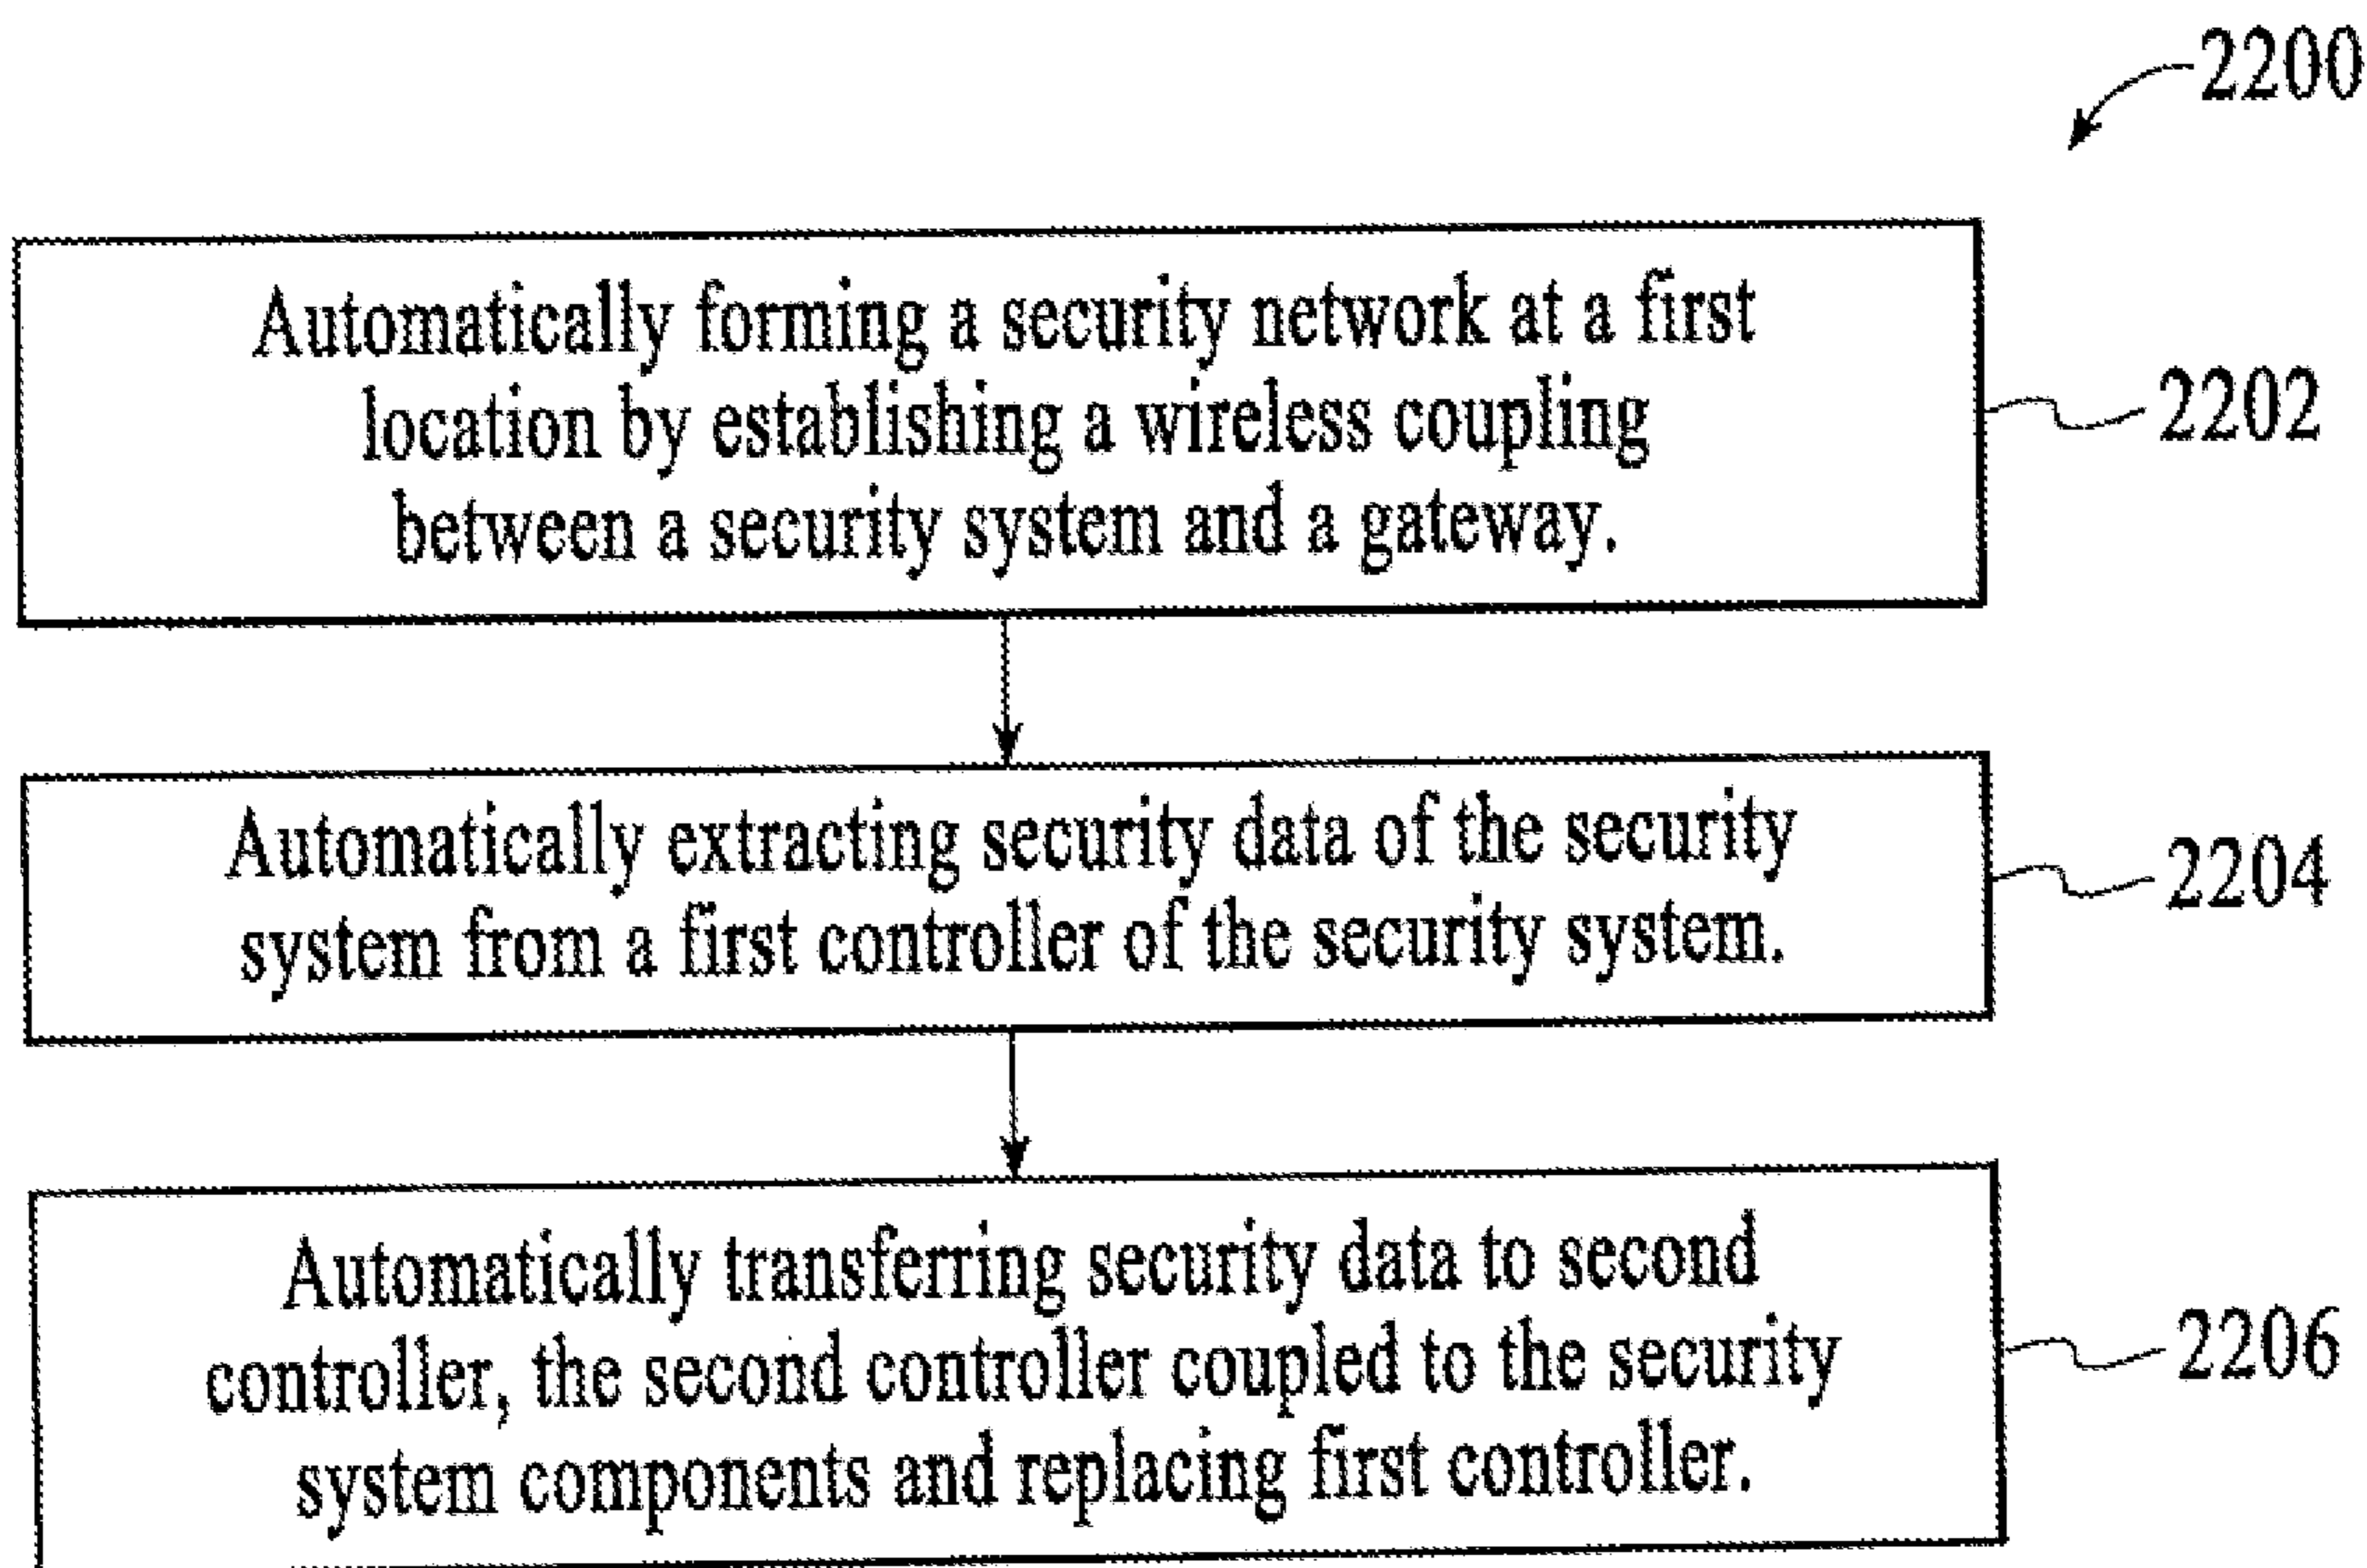 2200
Automatically forming a security network at a first
location by establishing a wireless coupling
between a security system and a gateway.
2202
Automatically extracting security data of the security
system from a first controller of the security system.
2204
Automatically transferring security data to second
controller, the second controller coupled to the security
system components and replacing first controller.
2206